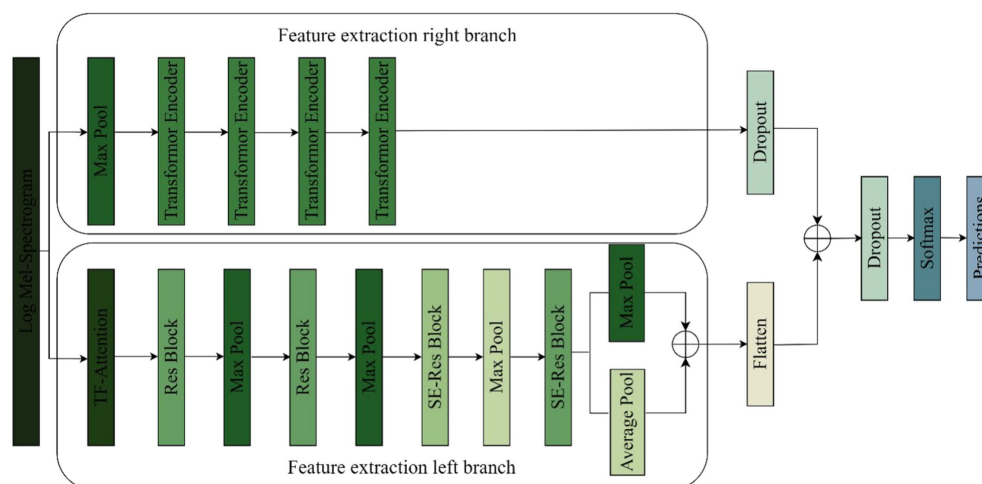 Feature extraction right branch
Log Mel-Spectrogram
Max Pool
Transformor Encoder
Transformor Encoder
Transformor Encoder
Transformor Encoder
Dropout
TF-Attention
Res Block
Max Pool
Res Block
Max Pool
SE-Res Block
Max Pool
SE-Res Block
Max Pool
Average Pool
Flatten
Dropout
Softmax
Predictions
Feature extraction left branch